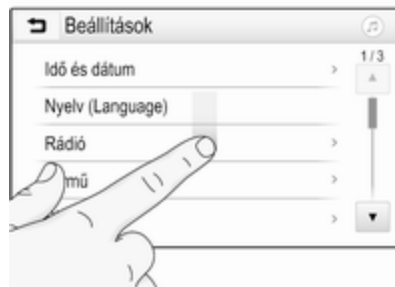 Beállítások
1/3
Idő és dátum
Nyelv (Language)
Rádió
mű